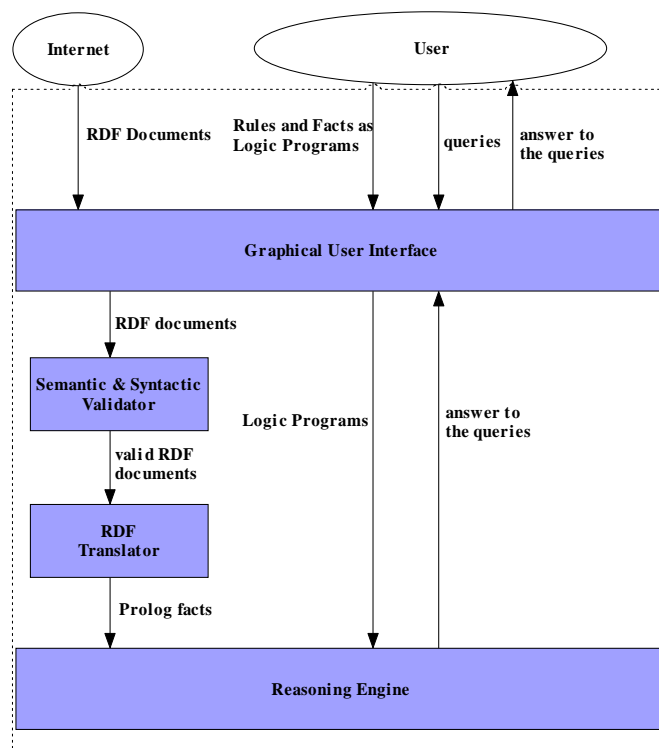 Internet
User
RDF Documents
Rules and Facts as
Logic Programs
queries
answer to
the queries
Graphical User Interface
RDF documents
Semantic & Syntactic
Validator
valid RDF
documents
Logic Programs
answer to
the queries
RDF
Translator
Prolog facts
Reasoning Engine